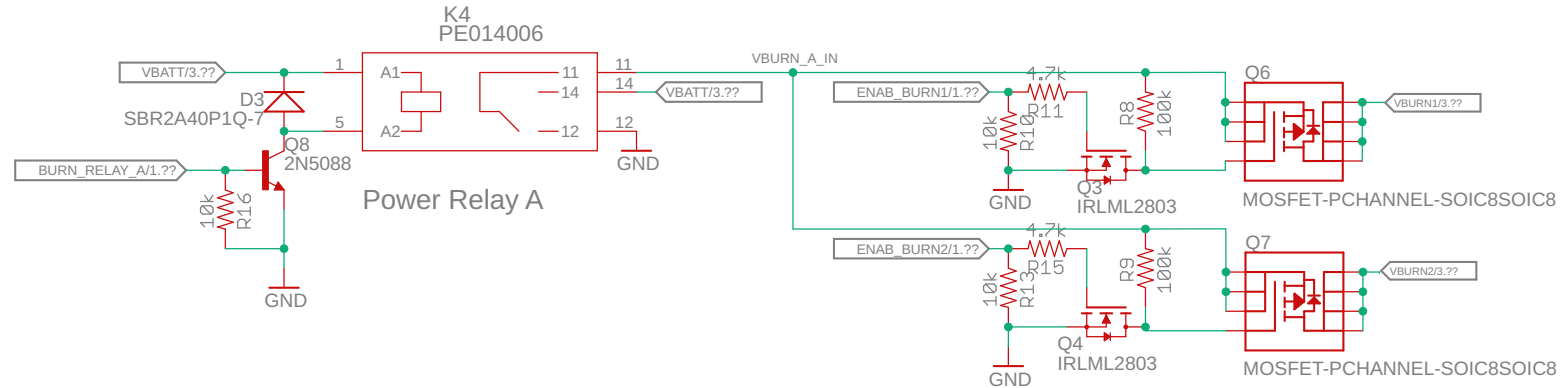 K4
PE014006
VBATT/3.??
1
A1
11
11
14
14
VBATT/3.??
D3
SBR2A40P1Q-7
5
A2
12
12
GND
Q8
2N5088
BURN_RELAY_A/1.??
10k
R16
GND
Power Relay A
VBURN_A_IN
ENAB_BURN1/1.??
4.7k
R11
10k
R10
R8
100k
GND
Q3
IRLML2803
Q6
VBURN1/3.??
MOSFET-PCHANNEL-SOIC8SOIC8
ENAB_BURN2/1.??
4.7k
R15
10k
R13
R9
100k
GND
Q4
IRLML2803
Q7
VBURN2/3.??
MOSFET-PCHANNEL-SOIC8SOIC8